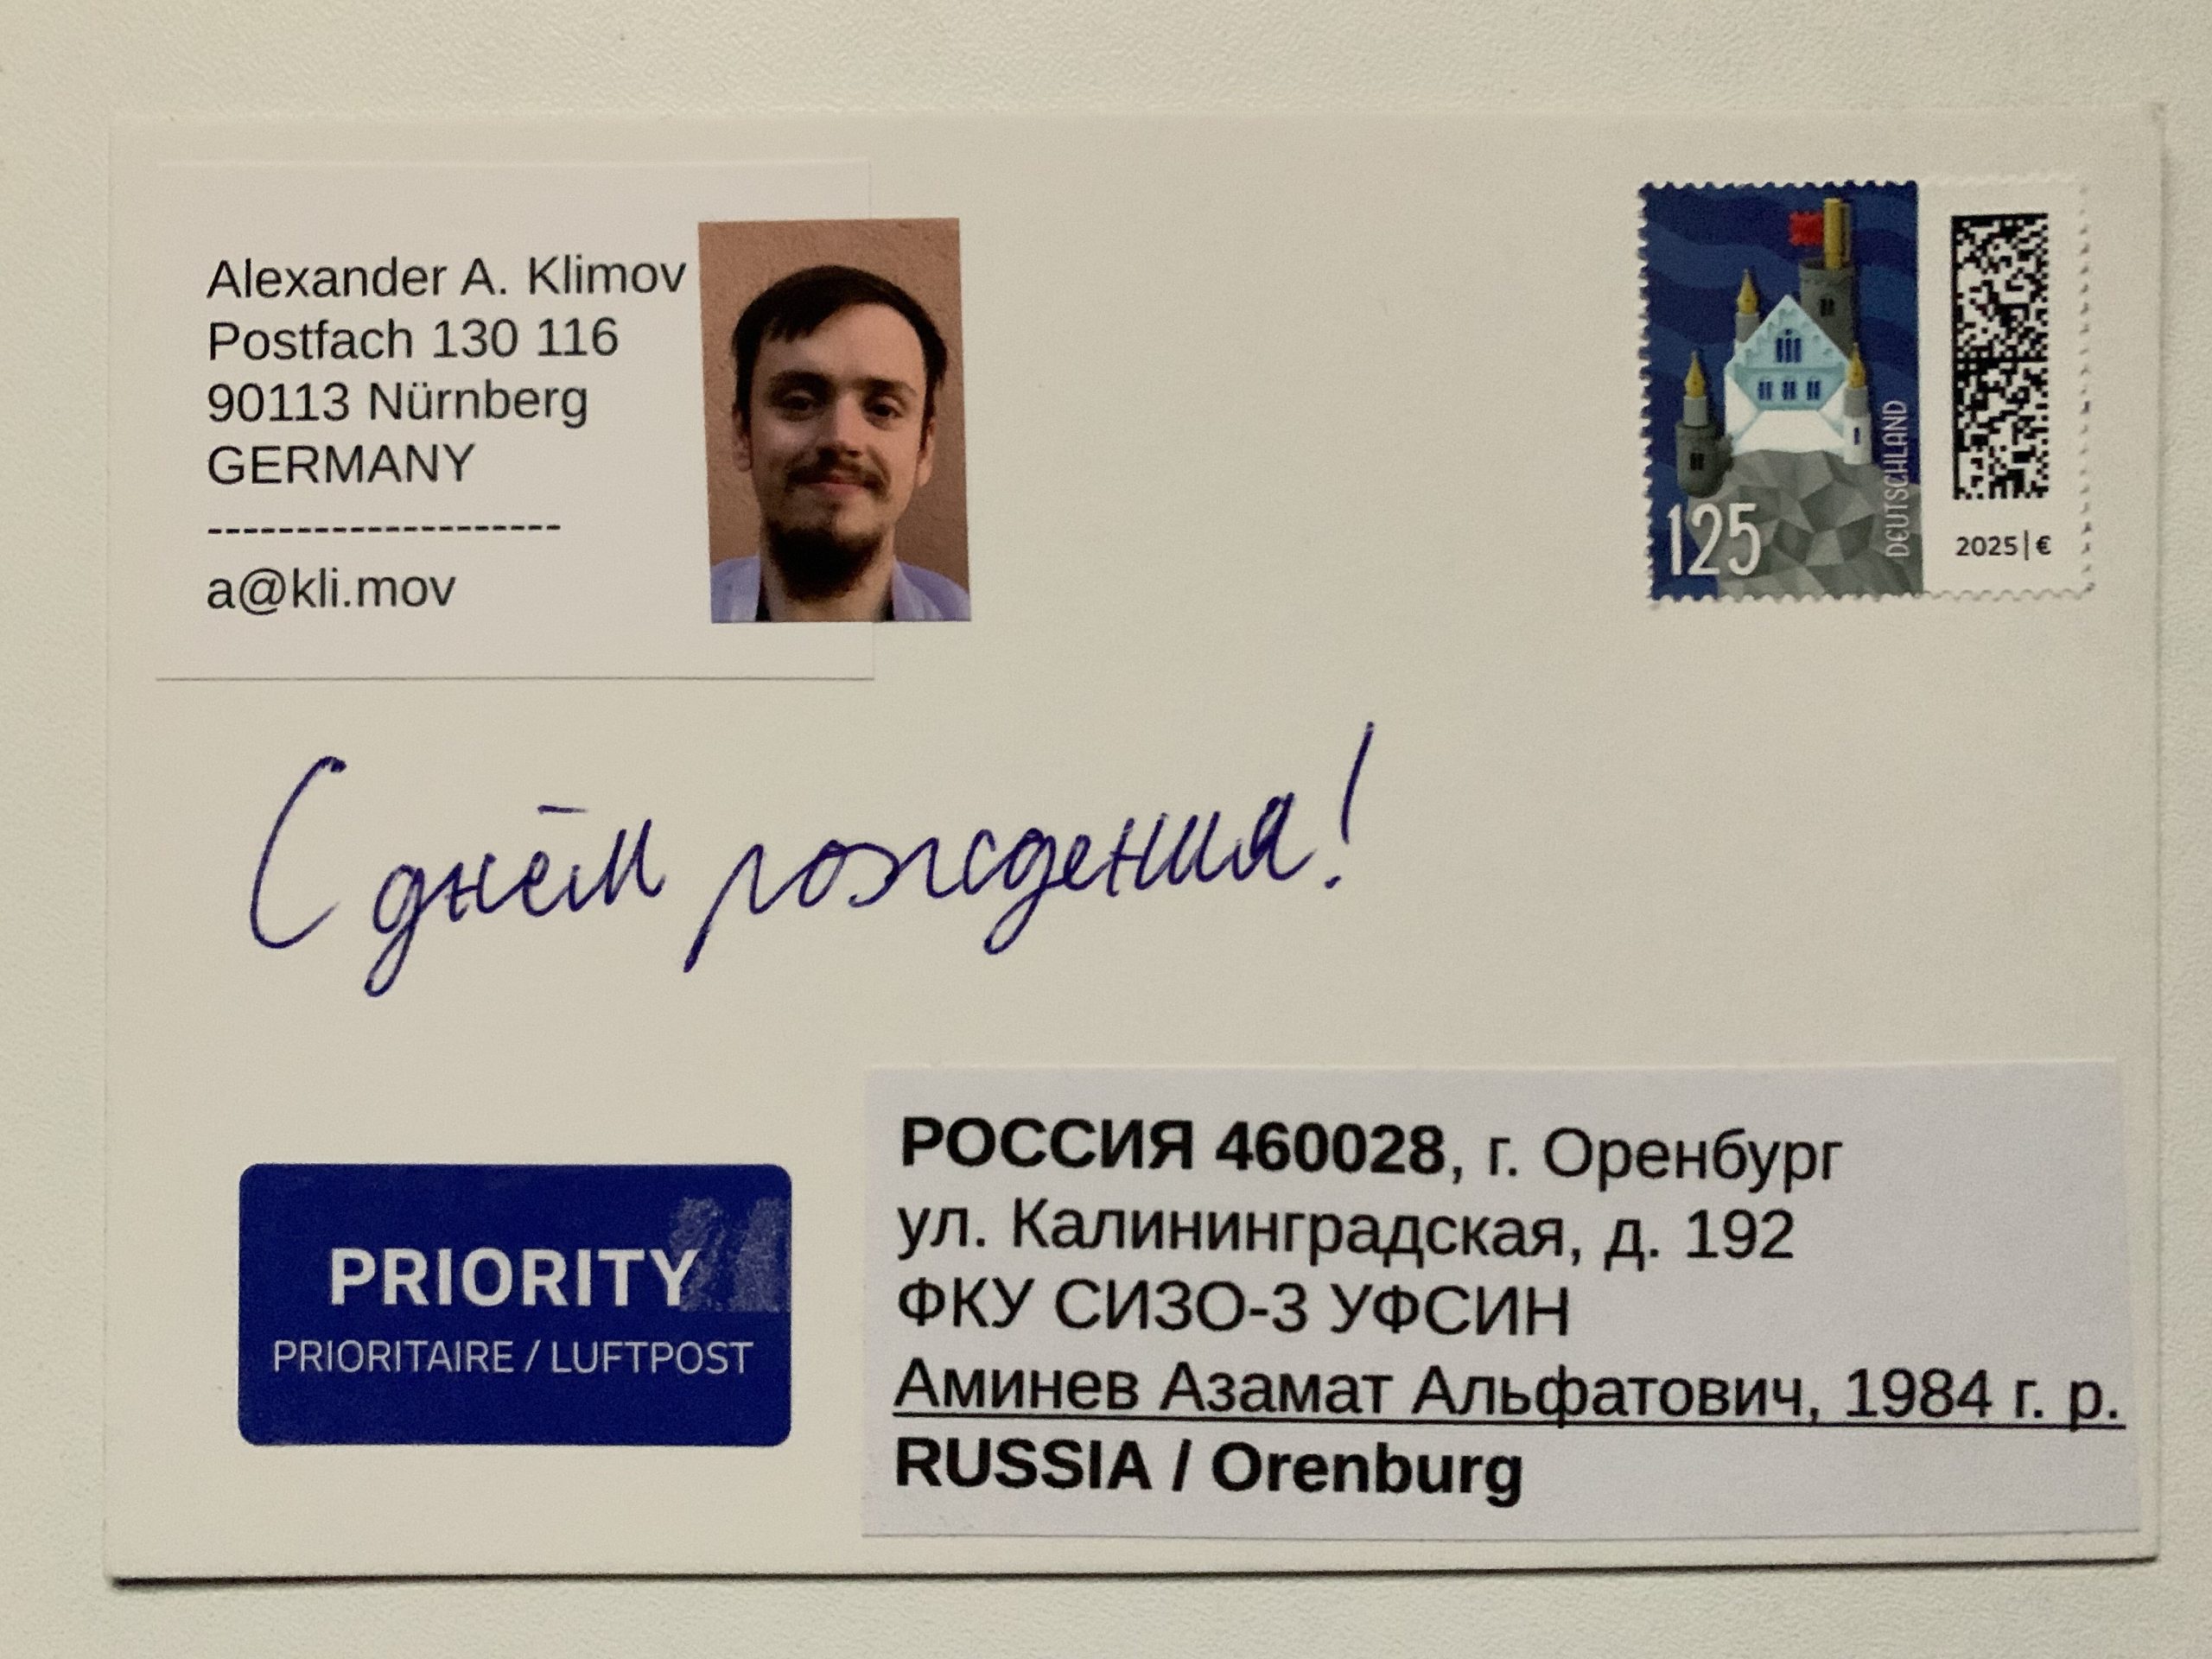 Alexander A. Klimov
Postfach 130 116
90113 Nürnberg
GERMANY
--------------------
a@kli.mov
125
DEUTSCHLAND
2025|€
С днём рождения!
PRIORITY
PRIORITAIRE / LUFTPOST
РОССИЯ 460028, г. Оренбург
ул. Калининградская, д. 192
ФКУ СИЗО-3 УФСИН
Аминев Азамат Альфатович, 1984 г. р.
RUSSIA / Orenburg